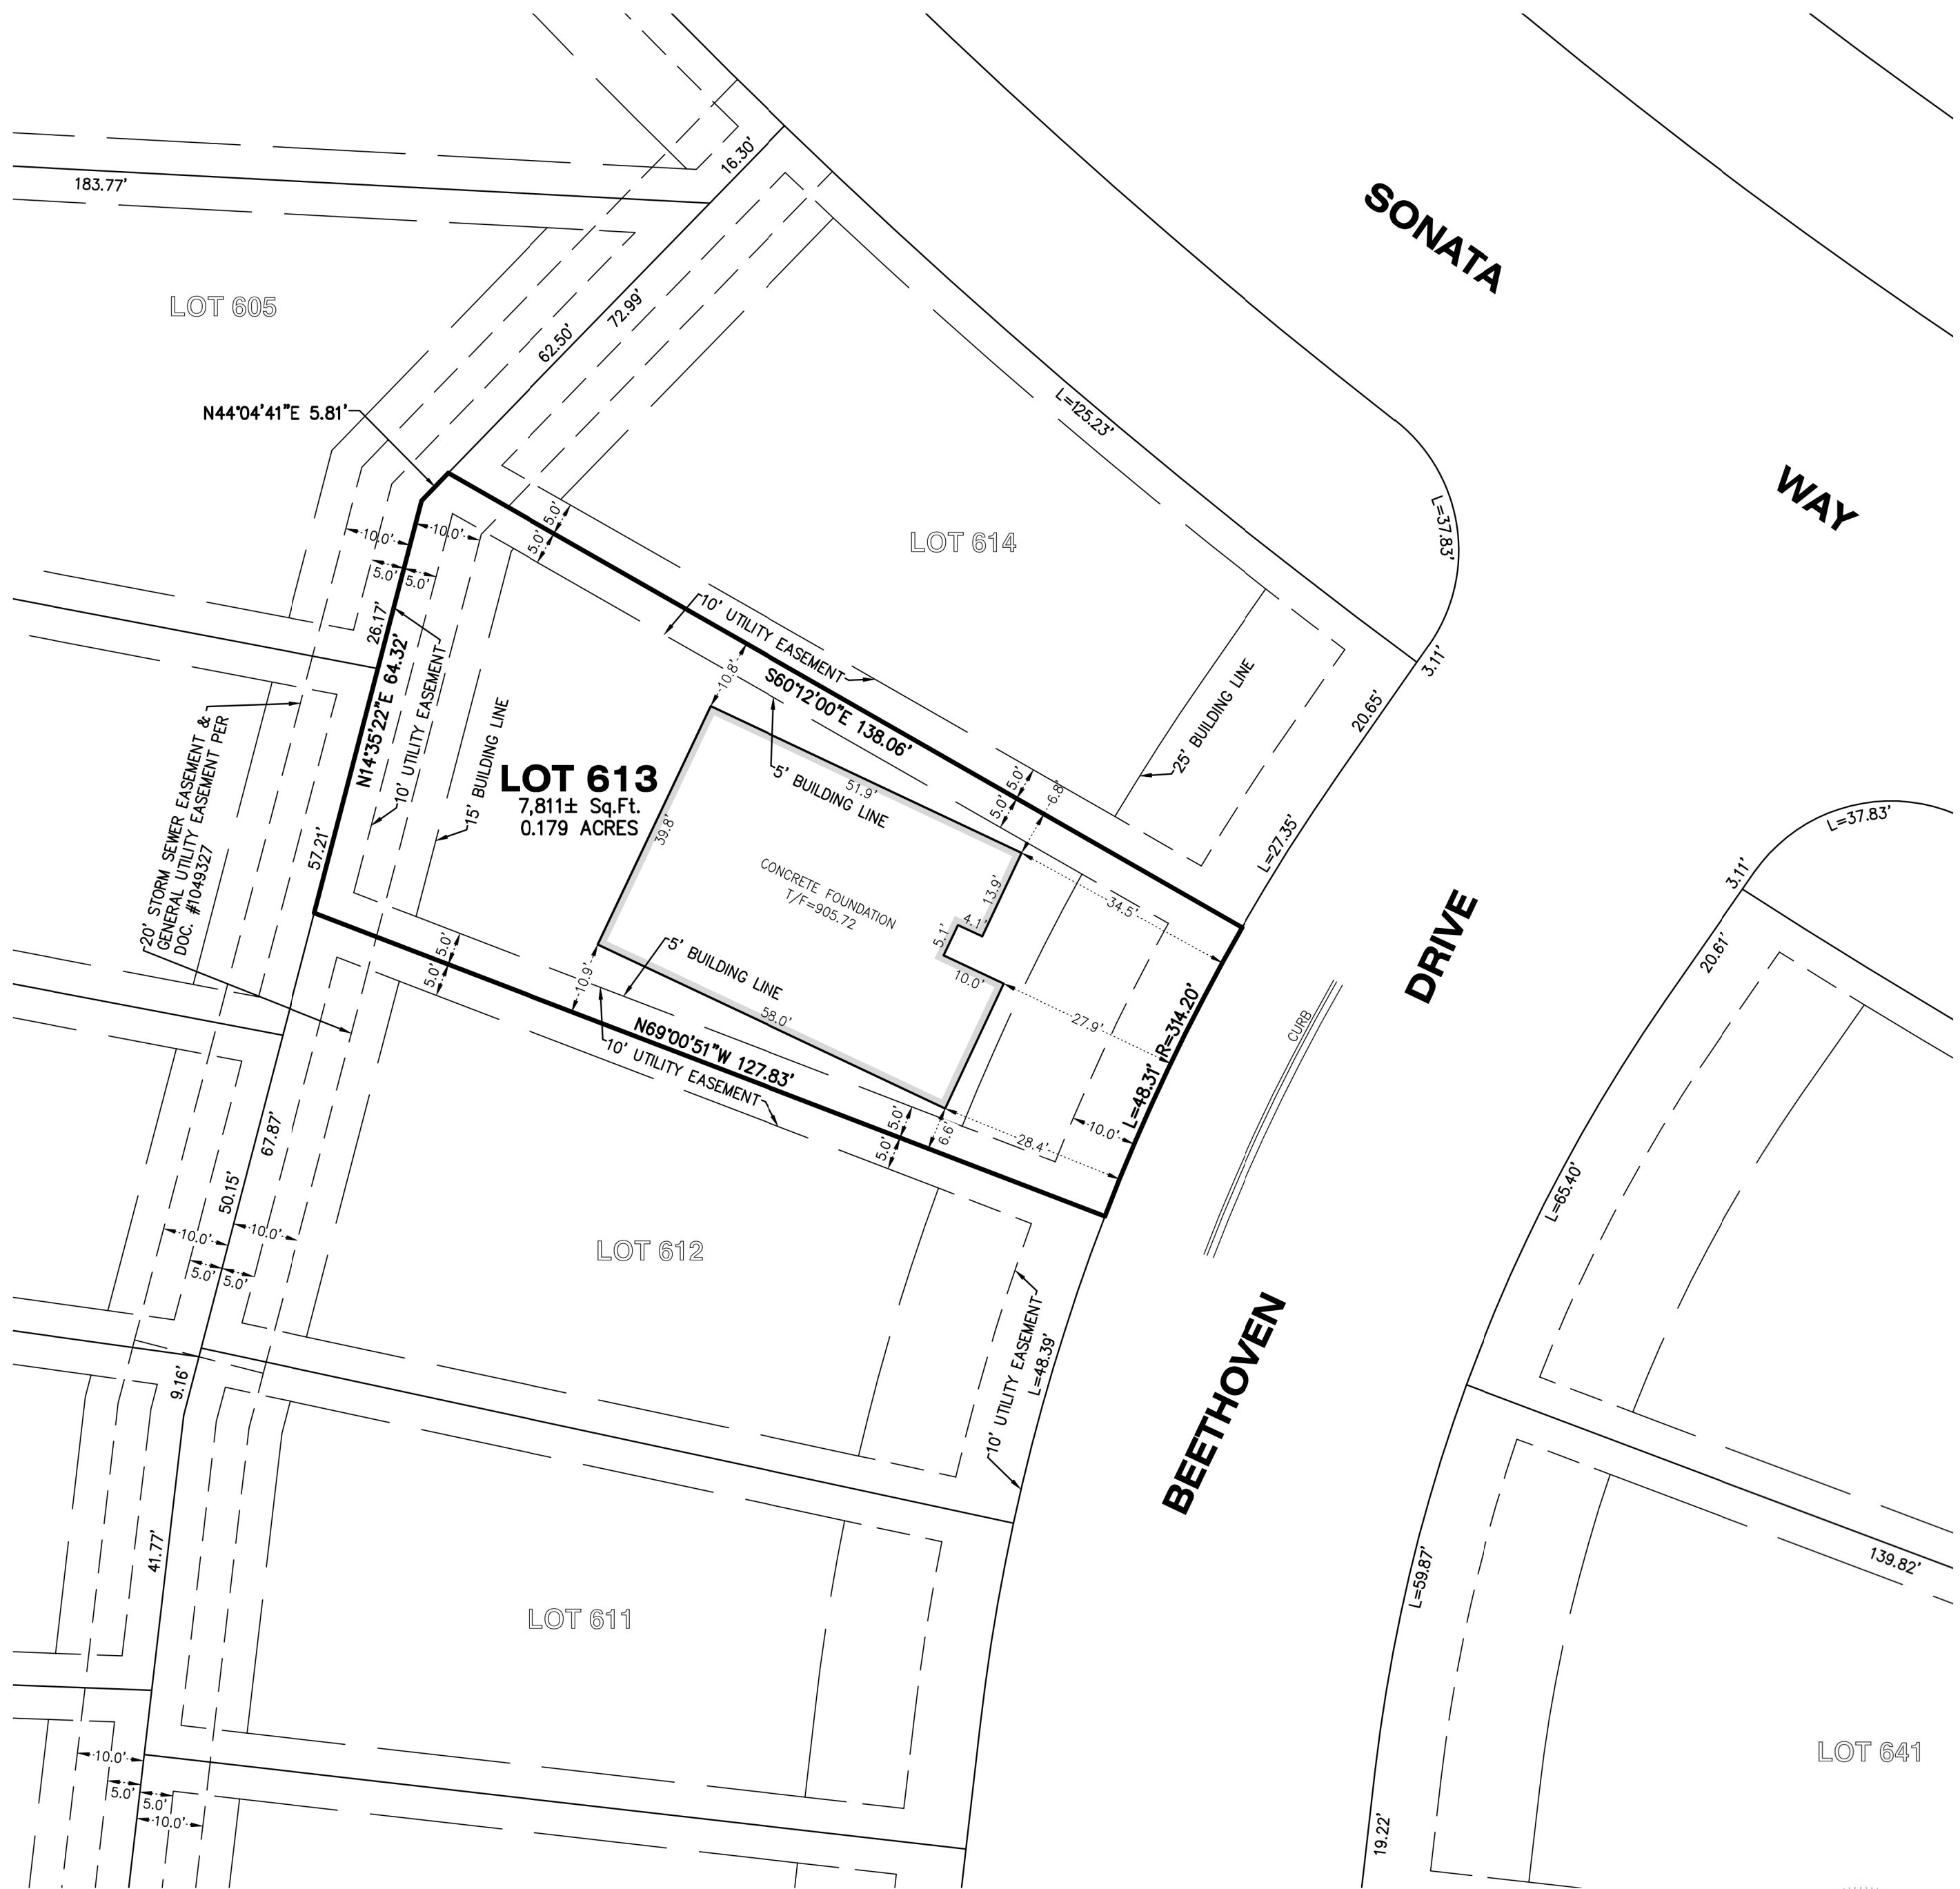 SONATA
WAY
183.77'
16.30'
LOT 605
72.99'
62.50'
N44°04'41"E 5.81'
L=125.23'
L=37.83'
LOT 614
5.0'
5.0'
10.0'
10.0'
5.0'
5.0'
26.17'
N14°35'22"E 64.32'
10' UTILITY EASEMENT
15' BUILDING LINE
10' UTILITY EASEMENT
S60°12'00"E 138.06'
10.8'
3.11'
20.65'
25' BUILDING LINE
L=27.35'
LOT 613
7,811± Sq.Ft.
0.179 ACRES
5' BUILDING LINE
51.9'
39.8'
5.0'
5.0'
6.8'
CONCRETE FOUNDATION
T/F=905.72
13.9'
4.1'
5.1'
10.0'
34.5'
27.9'
28.4'
10.0'
57.21'
20' STORM SEWER EASEMENT &
GENERAL UTILITY EASEMENT PER
DOC. #1049327
5.0'
5.0'
10.9'
5' BUILDING LINE
58.0'
N69°00'51"W 127.83'
10' UTILITY EASEMENT
5.0'
5.0'
6.6'
L=48.31' R=314.20'
CURB
DRIVE
BEETHOVEN
L=37.83'
3.11'
20.61'
L=65.40'
67.87'
50.15'
10.0'
10.0'
5.0'
5.0'
LOT 612
10' UTILITY EASEMENT
L=48.39'
9.16'
41.77'
LOT 611
L=59.87'
139.82'
LOT 641
10.0'
5.0'
5.0'
10.0'
19.22'